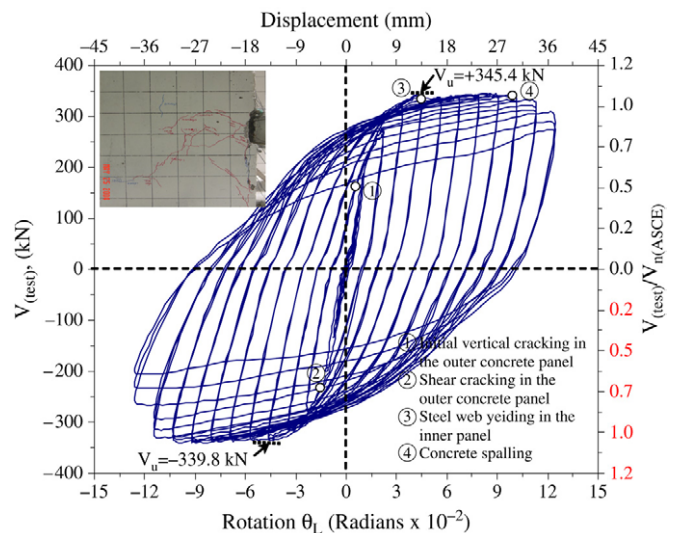 Displacement (mm)
−45 −36 −27 −18 −9 0 9 18 27 36 45
400 300 200 100 0 −100 −200 −300 −400
V(test), (kN)
1.2 1.0 0.7 0.5 0.2 0.0 0.2 0.5 0.7 1.0 1.2
V(test)/Vn(ASCE)
Vu=+345.4 kN
3
4
1
2
1 Initial vertical cracking in
the outer concrete panel
2 Shear cracking in the
outer concrete panel
3 Steel web yeiding in the
inner panel
4 Concrete spalling
Vu=−339.8 kN
−15 −12 −9 −6 −3 0 3 6 9 12 15
Rotation θL (Radians x 10−2)